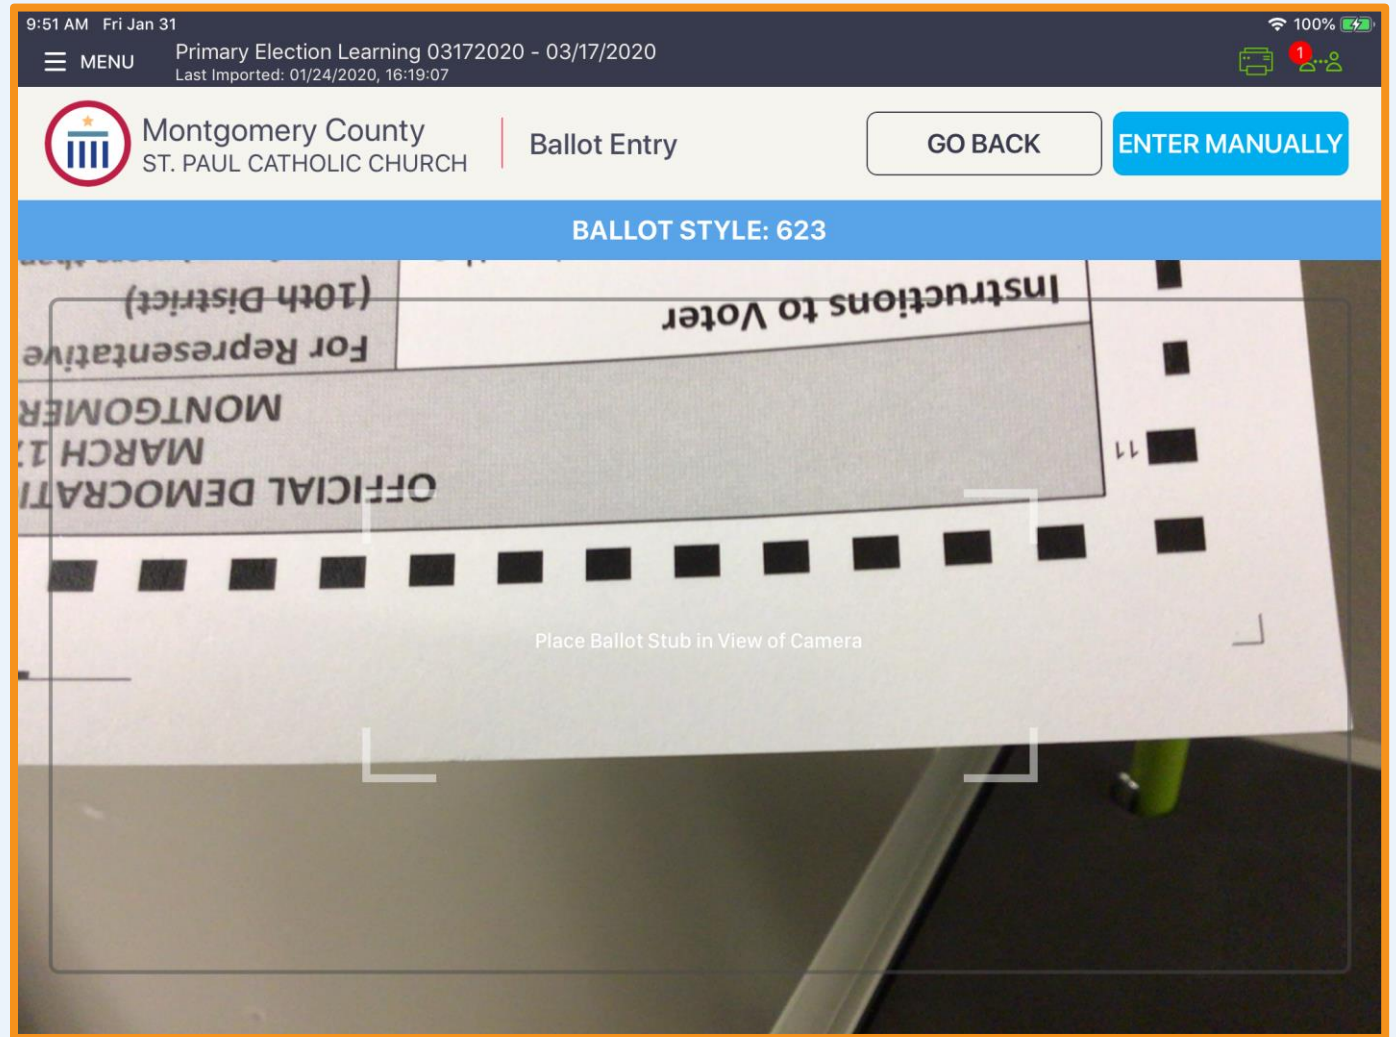 9:51 AM Fri Jan 31
100%
MENU
Primary Election Learning 03172020 - 03/17/2020
Last Imported: 01/24/2020, 16:19:07
1
Montgomery County
ST. PAUL CATHOLIC CHURCH
Ballot Entry
GO BACK
ENTER MANUALLY
BALLOT STYLE: 623
(10th District)
For Representative
Instructions to Voter
11
OFFICIAL DEMOCRATI
MARCH 17
MONTGOMER
Place Ballot Stub in View of Camera